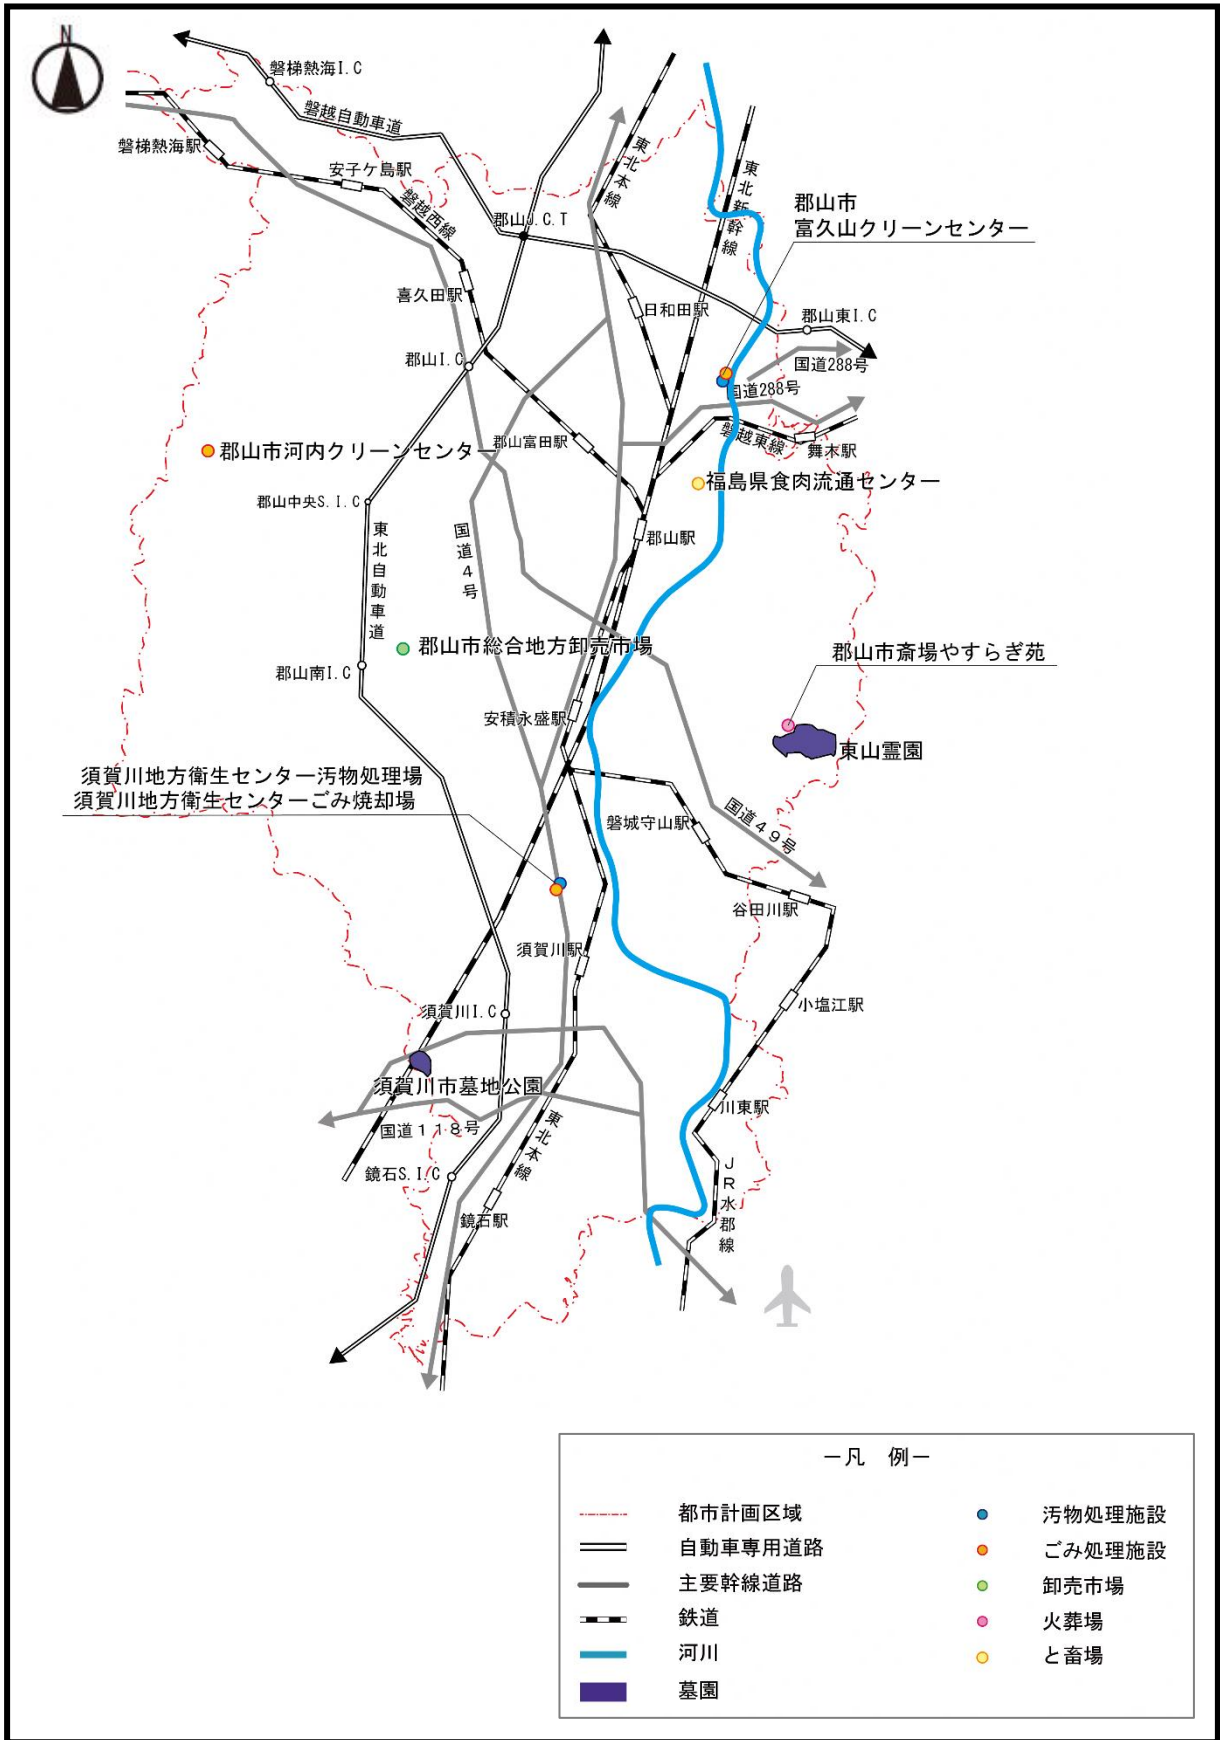 N
磐梯熱海I.C
磐越自動車道
磐梯熱海駅
安子ケ島駅
磐越西線
郡山J.C.T
東北本線
東北新幹線
郡山市
富久山クリーンセンター
喜久田駅
日和田駅
郡山東I.C
国道288号
郡山I.C
国道288号
郡山富田駅
磐越東線
舞木駅
郡山市河内クリーンセンター
福島県食肉流通センター
郡山中央S.I.C
東北自動車道
国道4号
郡山駅
郡山市総合地方卸売市場
郡山市斎場やすらぎ苑
郡山南I.C
安積永盛駅
東山霊園
須賀川地方衛生センター汚物処理場
須賀川地方衛生センターごみ焼却場
磐城守山駅
国道49号
谷田川駅
須賀川駅
小塩江駅
須賀川I.C
須賀川市墓地公園
川東駅
国道118号
東北本線
鏡石S.I.C
JR水郡線
鏡石駅
−凡 例−
都市計画区域
自動車専用道路
主要幹線道路
鉄道
河川
墓園
汚物処理施設
ごみ処理施設
卸売市場
火葬場
と畜場